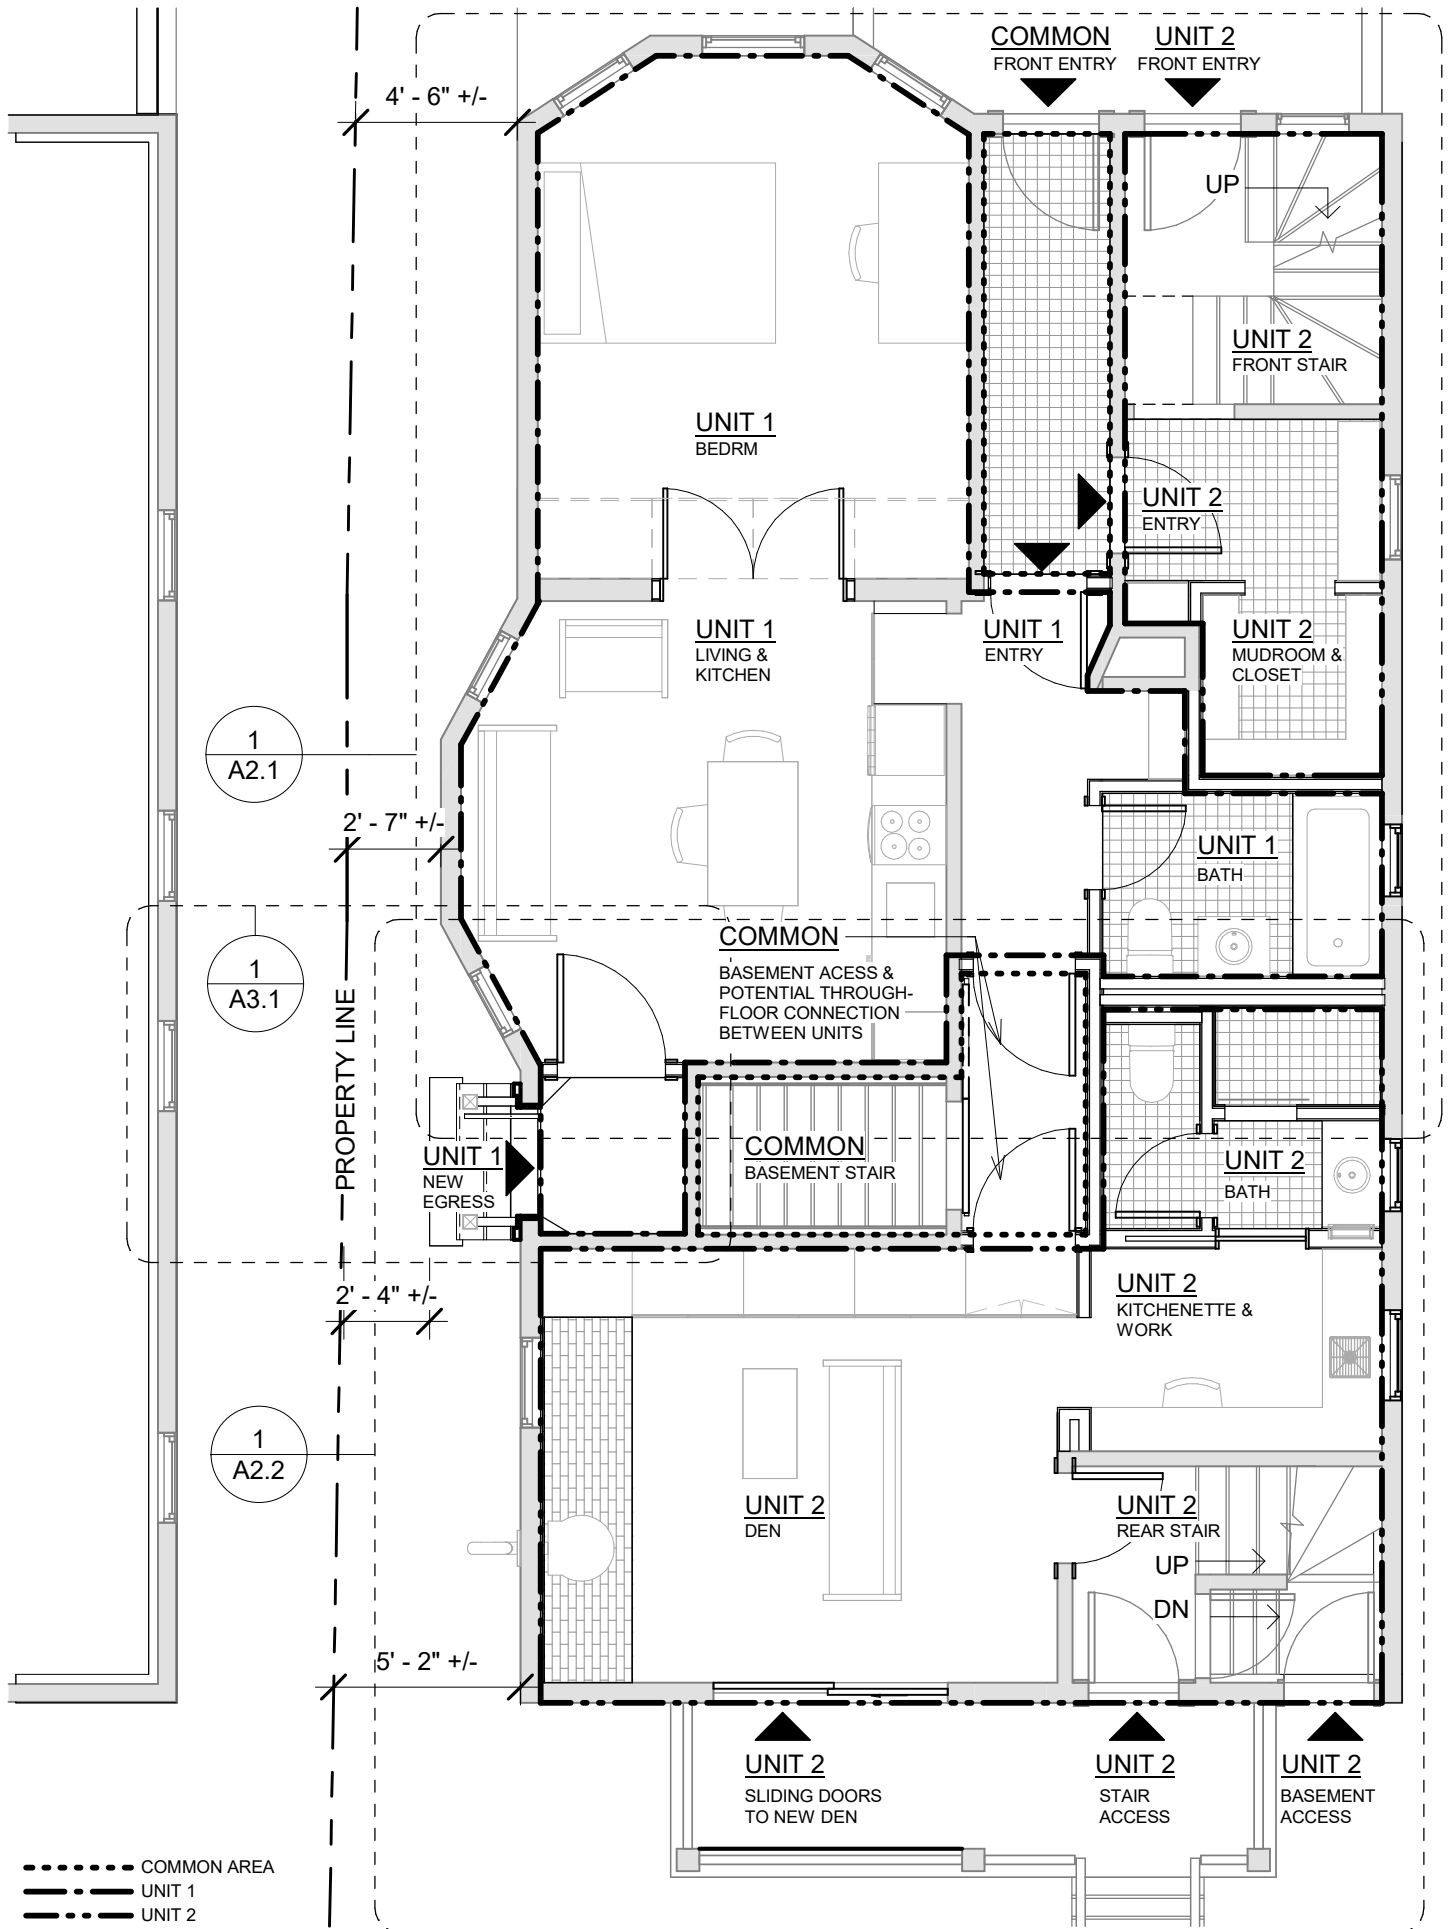 COMMON
FRONT ENTRY
UNIT 2
FRONT ENTRY
4' - 6" +/-
UP
UNIT 2
FRONT STAIR
UNIT 1
BEDRM
UNIT 2
ENTRY
UNIT 1
LIVING &
KITCHEN
UNIT 1
ENTRY
UNIT 2
MUDROOM &
CLOSET
1
A2.1
2' - 7" +/-
UNIT 1
BATH
COMMON
BASEMENT ACESS &
POTENTIAL THROUGH-
FLOOR CONNECTION
BETWEEN UNITS
1
A3.1
PROPERTY LINE
UNIT 1
NEW
EGRESS
COMMON
BASEMENT STAIR
UNIT 2
BATH
2' - 4" +/-
UNIT 2
KITCHENETTE &
WORK
1
A2.2
UNIT 2
DEN
UNIT 2
REAR STAIR
UP
DN
5' - 2" +/-
UNIT 2
SLIDING DOORS
TO NEW DEN
UNIT 2
STAIR
ACCESS
UNIT 2
BASEMENT
ACCESS
COMMON AREA
UNIT 1
UNIT 2